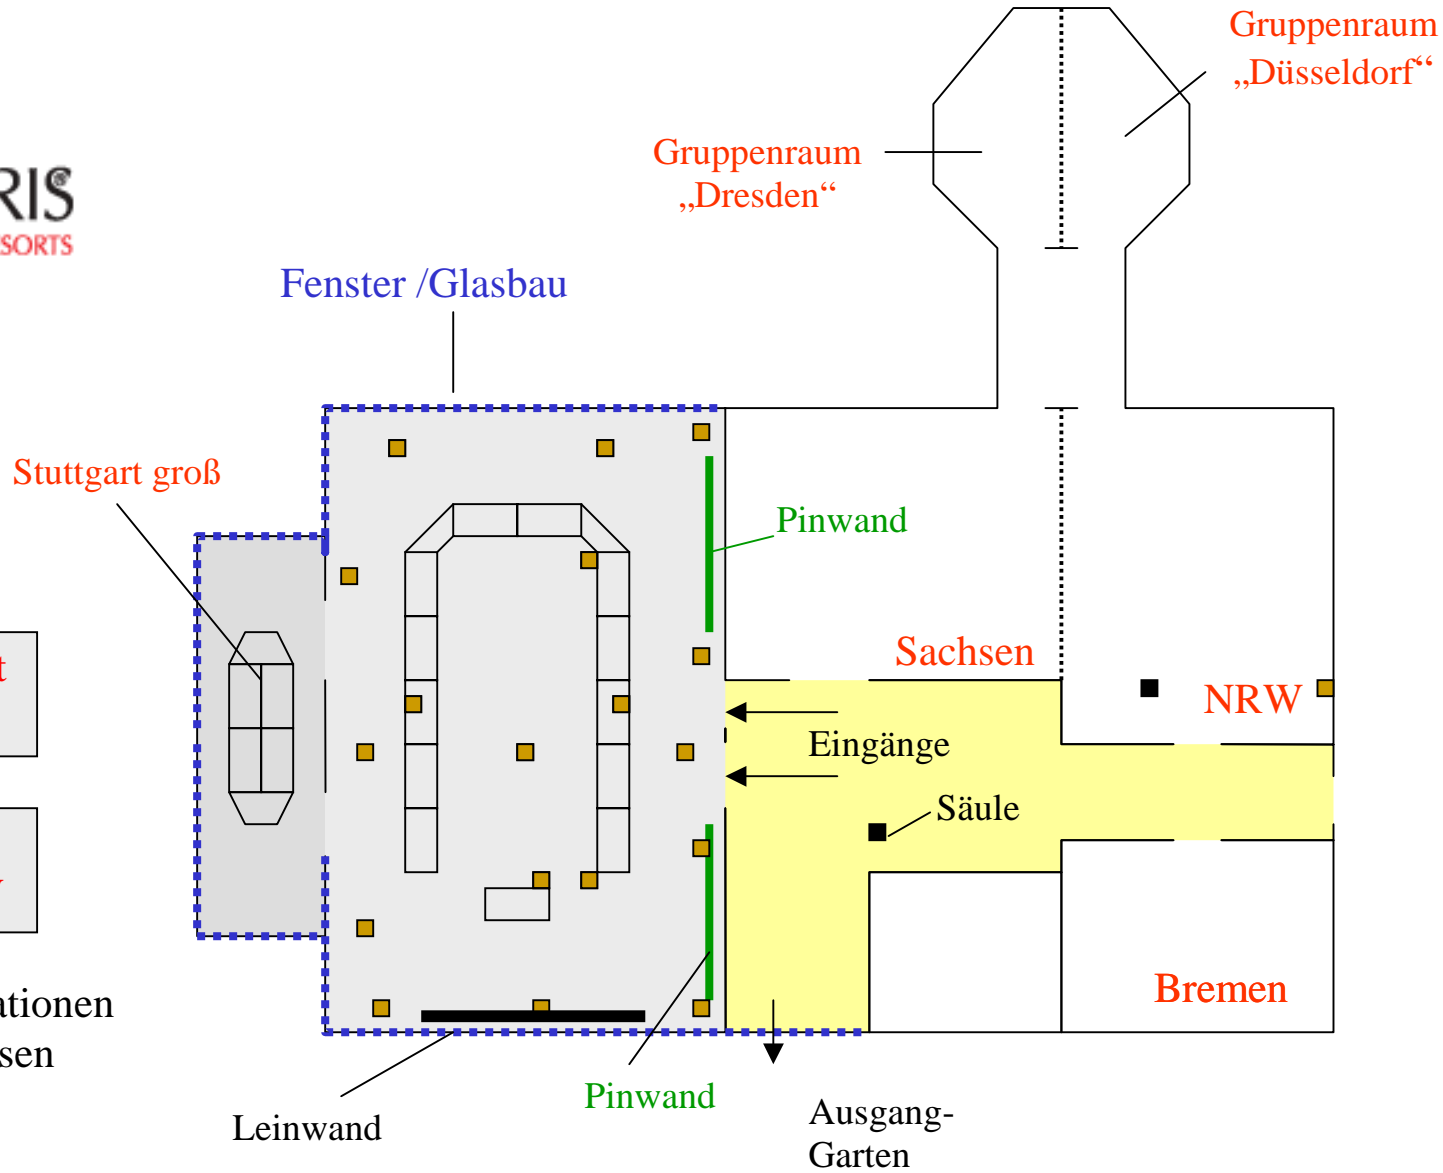 Gruppenraum
„Düsseldorf“
Gruppenraum
„Dresden“
Fenster /Glasbau
Stuttgart groß
Pinwand
Sachsen
NRW
Eingänge
Säule
Bremen
Pinwand
Leinwand
Ausgang-
Garten